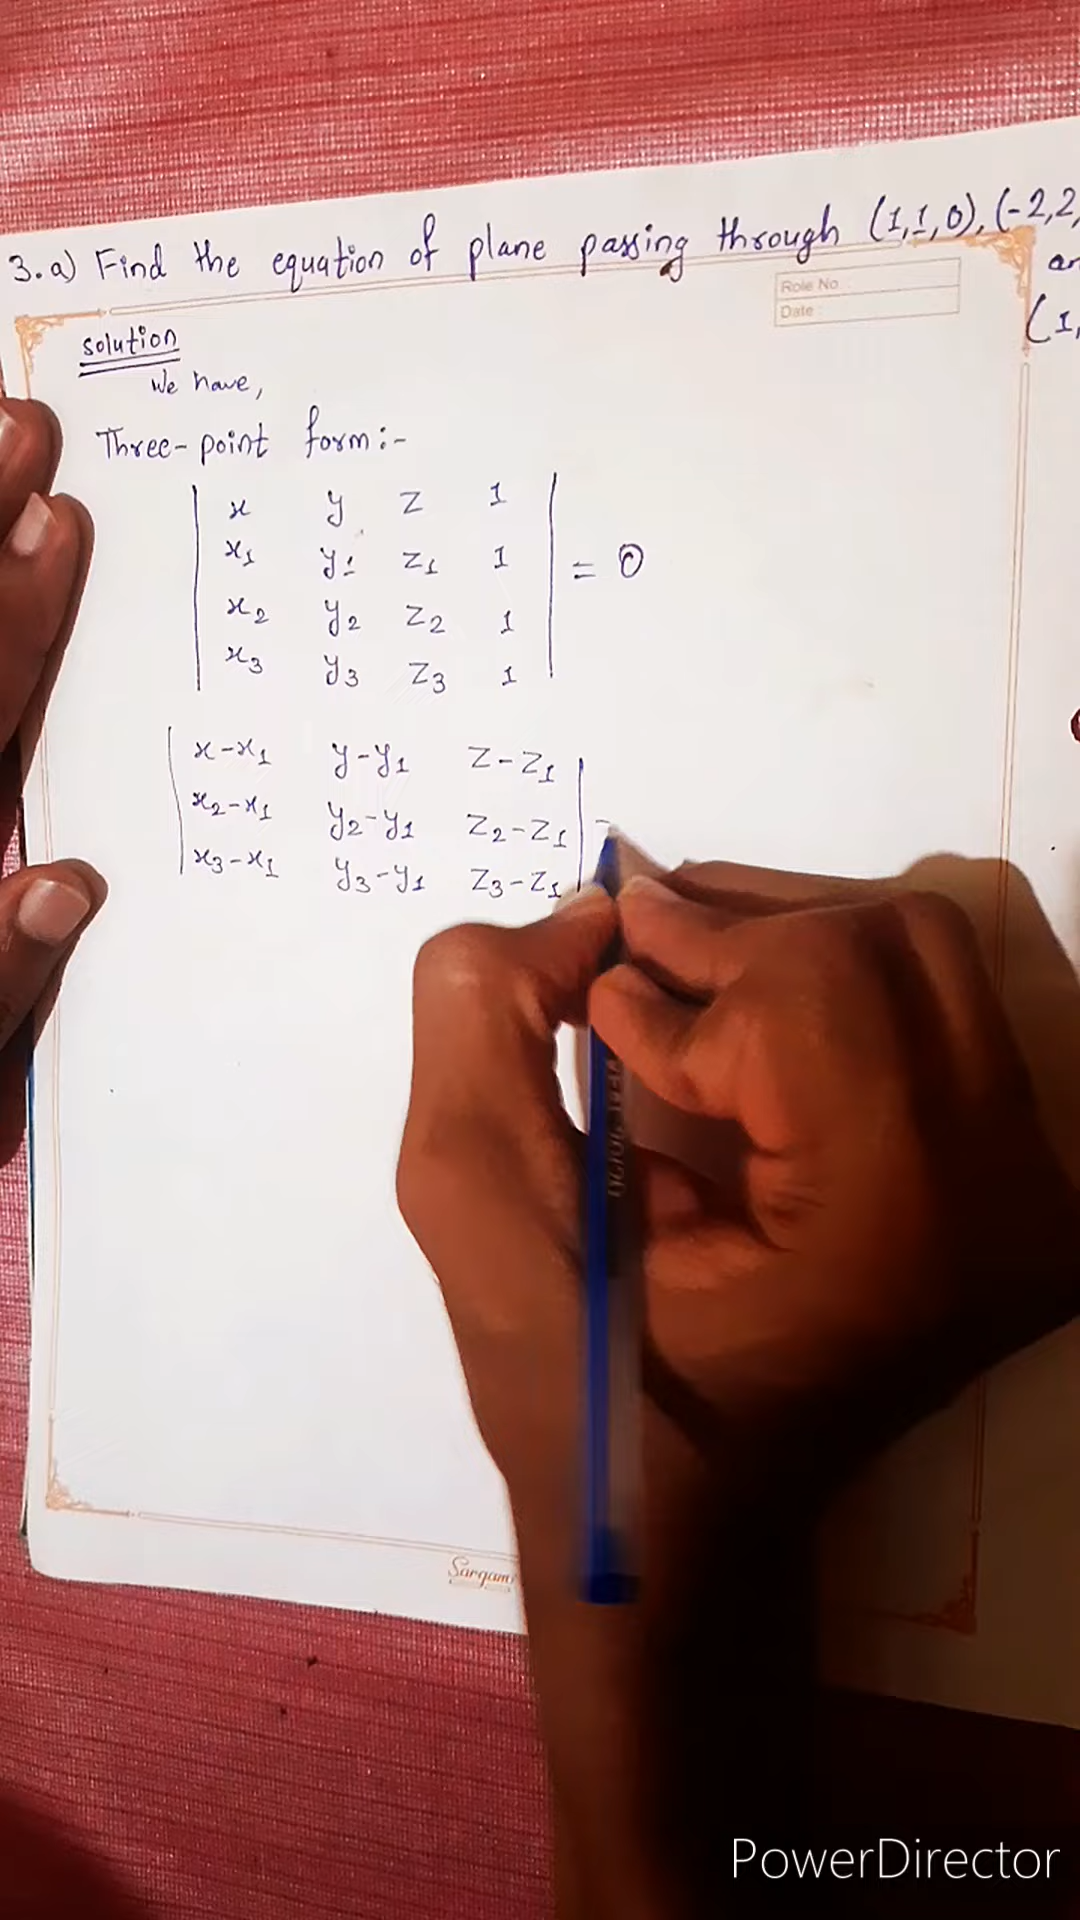 3.a) Find the equation of plane passing through (1,1,0), (-2,2,
(1,
Role No :
Date :
solution
We have,
Three-point form:-
x y z 1
x1 y1 z1 1
= 0
x2 y2 z2 1
x3 y3 z3 1
x-x1 y-y1 z-z1
x2-x1 y2-y1 z2-z1
x3-x1 y3-y1 z3-z1
Sargam
PowerDirector